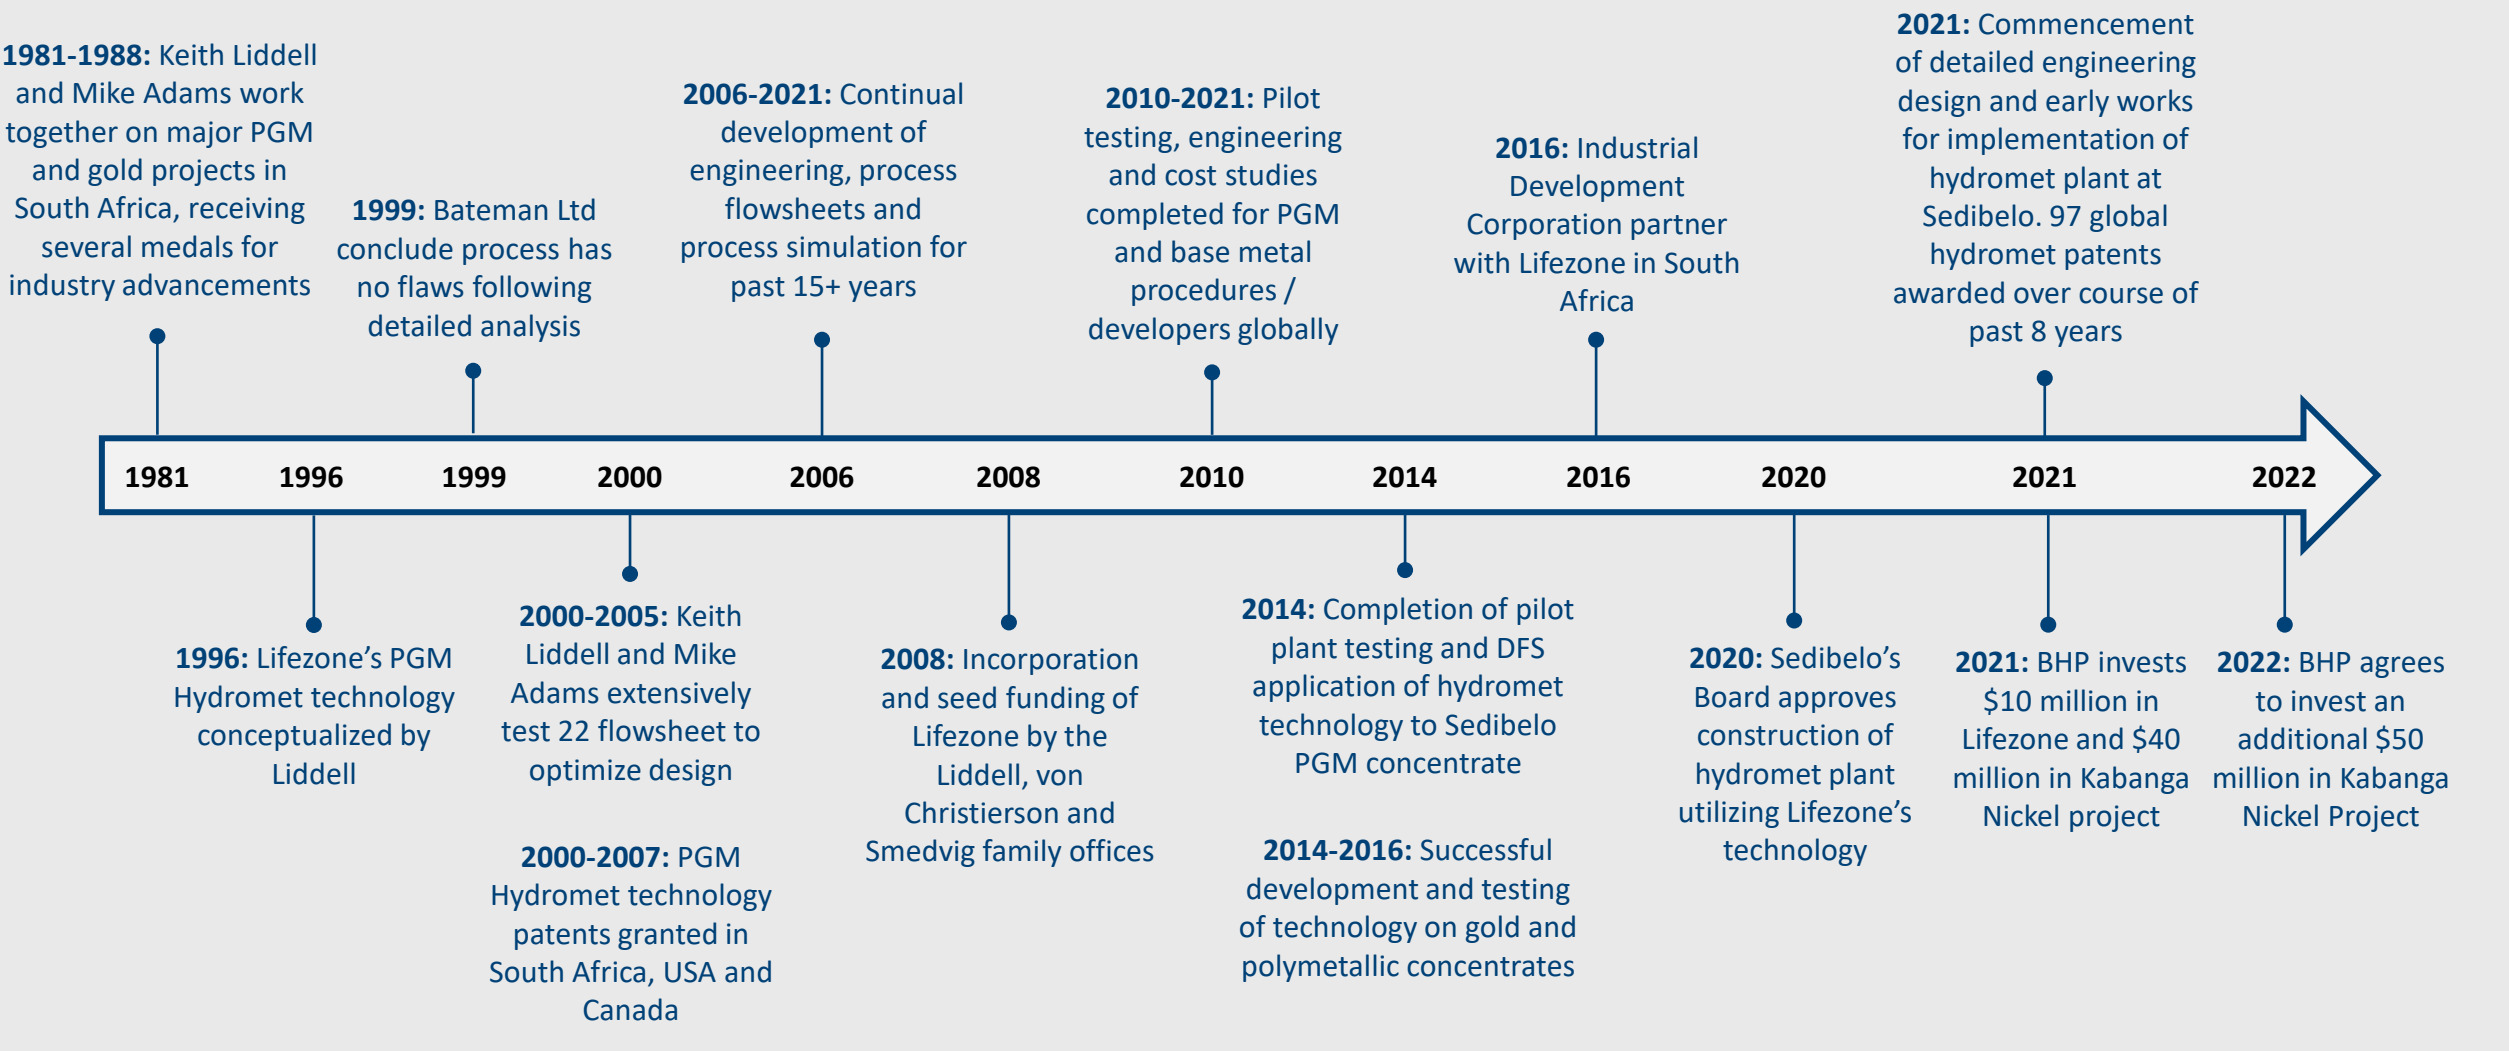 1981-1988: Keith Liddell
and Mike Adams work
together on major PGM
and gold projects in
South Africa, receiving
several medals for
industry advancements
1999: Bateman Ltd
conclude process has
no flaws following
detailed analysis
2006-2021: Continual
development of
engineering, process
flowsheets and
process simulation for
past 15+ years
2010-2021: Pilot
testing, engineering
and cost studies
completed for PGM
and base metal
procedures /
developers globally
2016: Industrial
Development
Corporation partner
with Lifezone in South
Africa
2021: Commencement
of detailed engineering
design and early works
for implementation of
hydromet plant at
Sedibelo. 97 global
hydromet patents
awarded over course of
past 8 years
1981 1996 1999 2000 2006 2008 2010 2014 2016 2020 2021 2022
1996: Lifezone’s PGM
Hydromet technology
conceptualized by
Liddell
2000-2005: Keith
Liddell and Mike
Adams extensively
test 22 flowsheet to
optimize design
2000-2007: PGM
Hydromet technology
patents granted in
South Africa, USA and
Canada
2008: Incorporation
and seed funding of
Lifezone by the
Liddell, von
Christierson and
Smedvig family offices
2014: Completion of pilot
plant testing and DFS
application of hydromet
technology to Sedibelo
PGM concentrate
2014-2016: Successful
development and testing
of technology on gold and
polymetallic concentrates
2020: Sedibelo’s
Board approves
construction of
hydromet plant
utilizing Lifezone’s
technology
2021: BHP invests
$10 million in
Lifezone and $40
million in Kabanga
Nickel project
2022: BHP agrees
to invest an
additional $50
million in Kabanga
Nickel Project